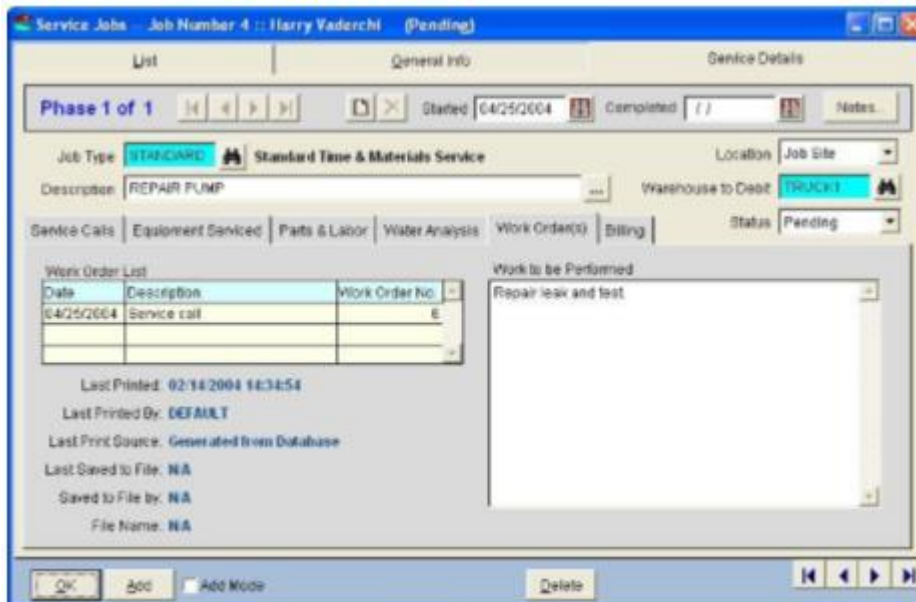 Service Jobs -- Job Number 4 :: Harry Vaderchi (Pending)
List General Info Service Details
Phase 1 of 1 Started 04/25/2004 Completed / / Notes...
Job Type STANDARD Standard Time & Materials Service Location Job Site
Description REPAIR PUMP ... Warehouse to Debit TRUCK1
Status Pending
Service Calls Equipment Serviced Parts & Labor Water Analysis Work Order(s) Billing
Work Order List Work to be Performed
Date Description Work Order No.
04/25/2004 Service call 6
Repair leak and test
Last Printed: 02/14/2004 14:34:54
Last Printed By: DEFAULT
Last Print Source: Generated from Database
Last Saved to File: N/A
Saved to File by: N/A
File Name: N/A
OK Add Add Mode Delete